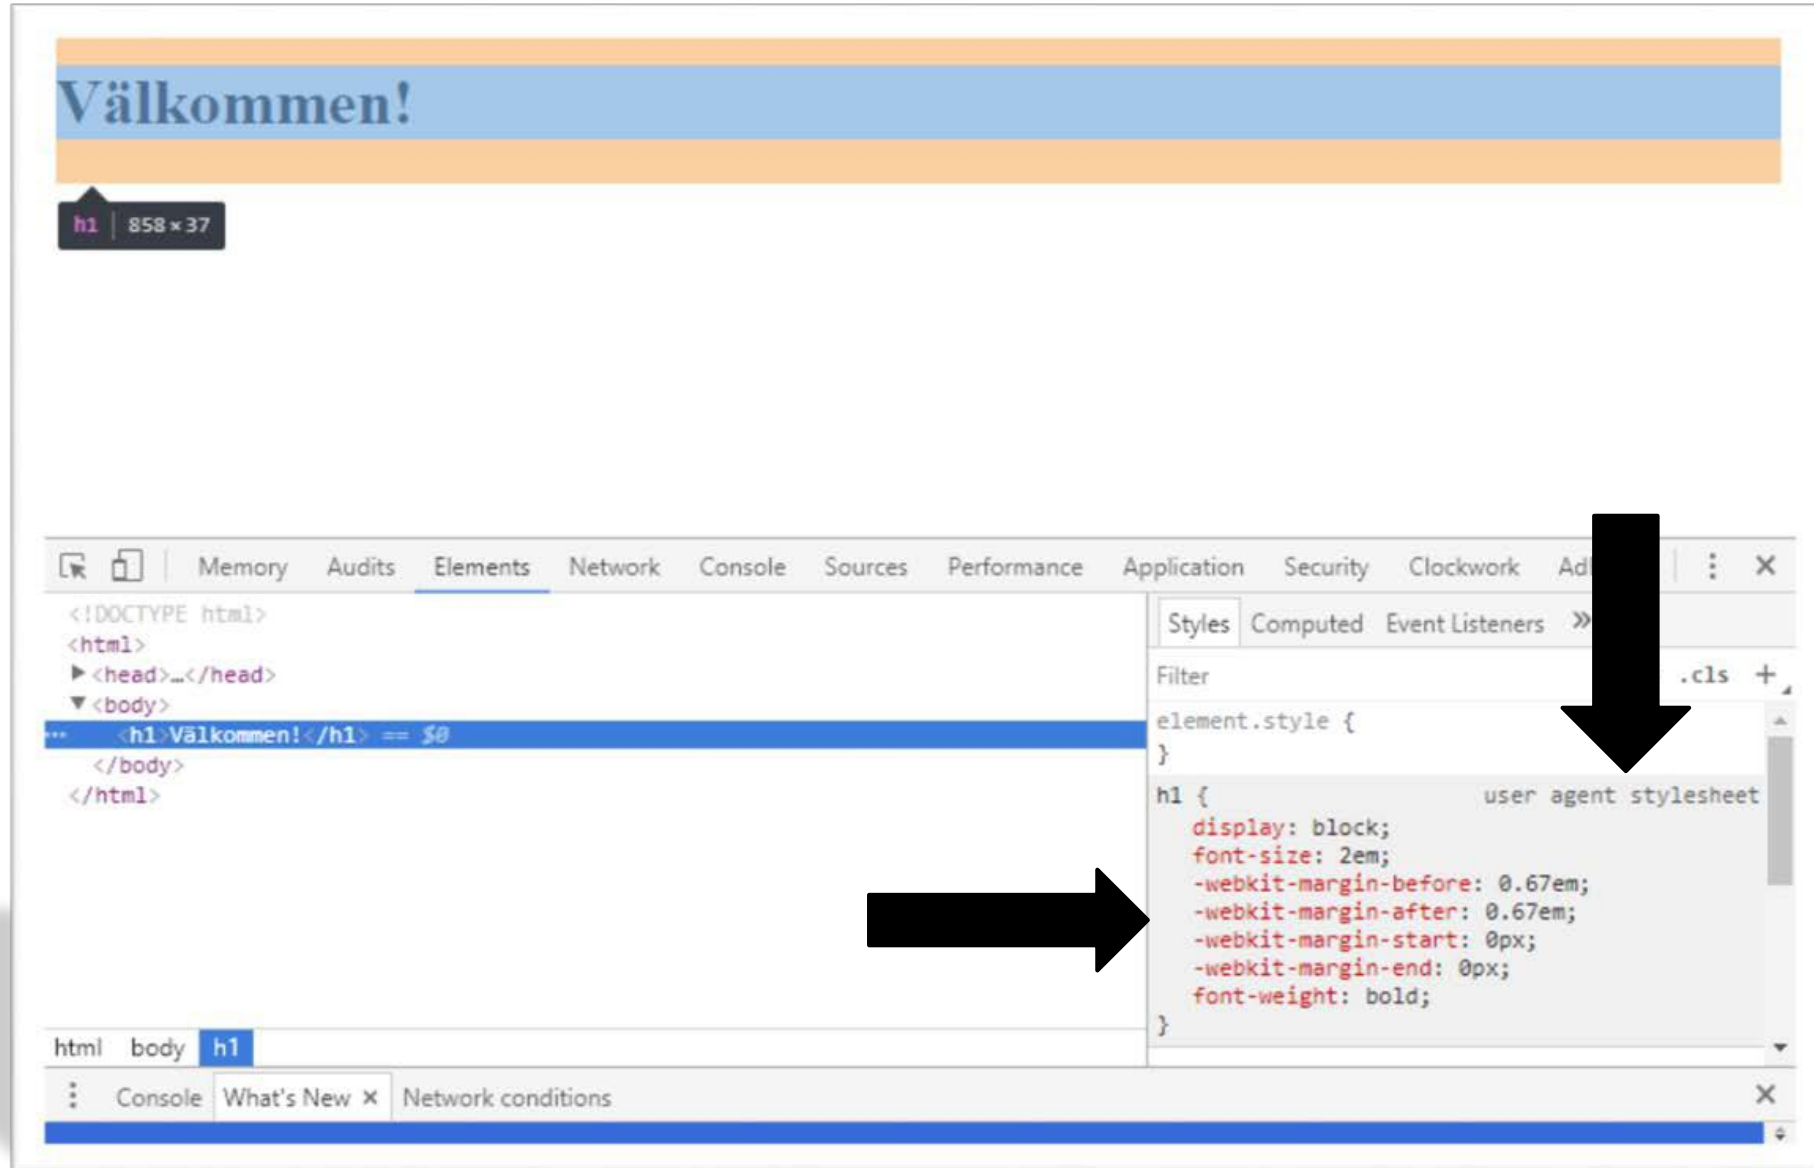 Välkommen!
h1 858 × 37
Memory Audits Elements Network Console Sources Performance Application Security Clockwork
<!DOCTYPE html>
<html>
<head>…</head>
<body>
<h1>Välkommen!</h1> == $0
</body>
</html>
Styles Computed Event Listeners »
Filter .cls +
element.style {
}
h1 { user agent stylesheet
display: block;
font-size: 2em;
-webkit-margin-before: 0.67em;
-webkit-margin-after: 0.67em;
-webkit-margin-start: 0px;
-webkit-margin-end: 0px;
font-weight: bold;
}
html body h1
Console What's New × Network conditions